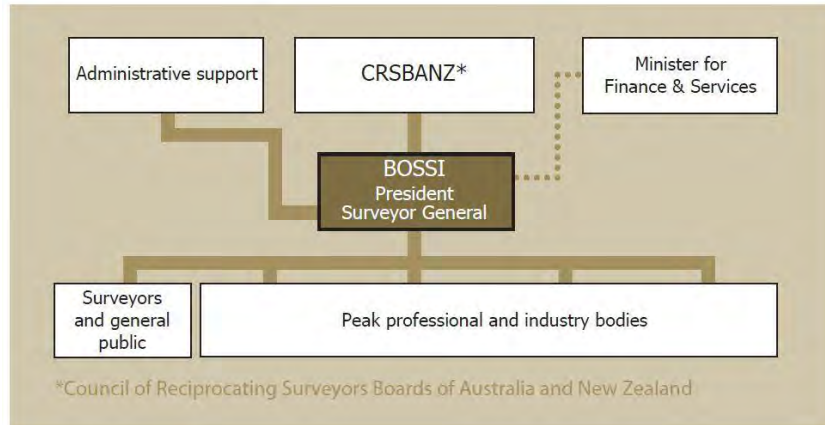 Administrative support
CRSBANZ*
Minister for
Finance & Services
BOSSI
President
Surveyor General
Surveyors
and general
public
Peak professional and industry bodies
*Council of Reciprocating Surveyors Boards of Australia and New Zealand